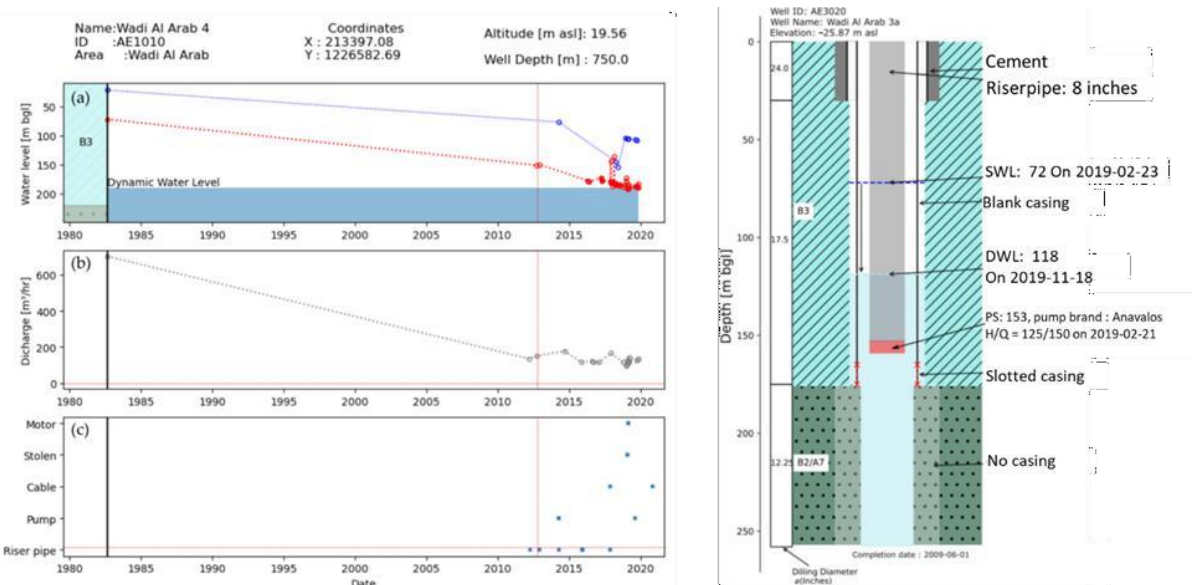 Name:Wadi Al Arab 4
ID :AE1010
Area :Wadi Al Arab
Coordinates
X : 213397.08
Y : 1226582.69
Altitude [m asl]: 19.56
Well Depth [m] : 750.0
(a)
B3
Dynamic Water Level
Water level [m bgl]
50
100
150
200
1980 1985 1990 1995 2000 2005 2010 2015 2020
(b)
Dicharge [m³/hr]
600
400
200
0
1980 1985 1990 1995 2000 2005 2010 2015 2020
(c)
Motor
Stolen
Cable
Pump
Riser pipe
1980 1985 1990 1995 2000 2005 2010 2015 2020
Date
Well ID: AE3020
Well Name: Wadi Al Arab 3a
Elevation: -25.87 m asl
Depth [m bgl]
0
50
100
150
200
250
24.0
17.5
12.25
B3
B2/A7
Cement
Riserpipe: 8 inches
SWL: 72 On 2019-02-23
Blank casing
DWL: 118
On 2019-11-18
PS: 153, pump brand : Anavalos
H/Q = 125/150 on 2019-02-21
Slotted casing
No casing
Completion date : 2009-06-01
Diliing Diameter
ø(Inches)